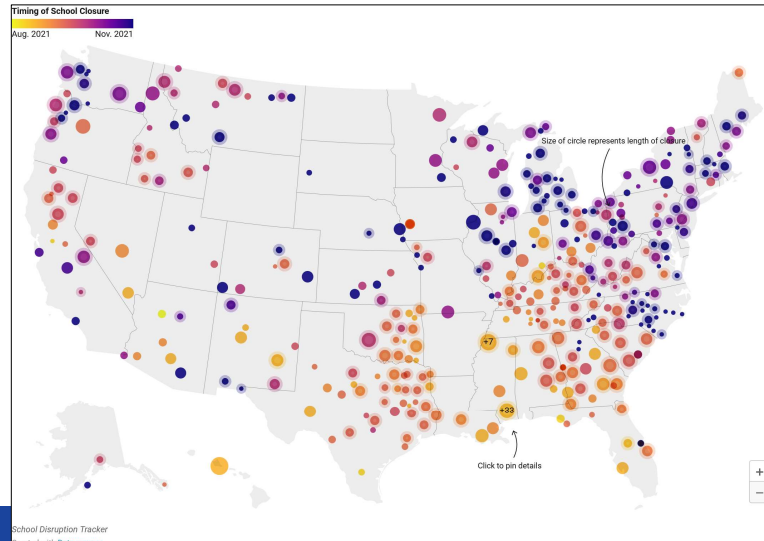 Timing of School Closure
Aug. 2021 Nov. 2021
Size of circle represents length of closure
+7
+33
Click to pin details
+
−
School Disruption Tracker